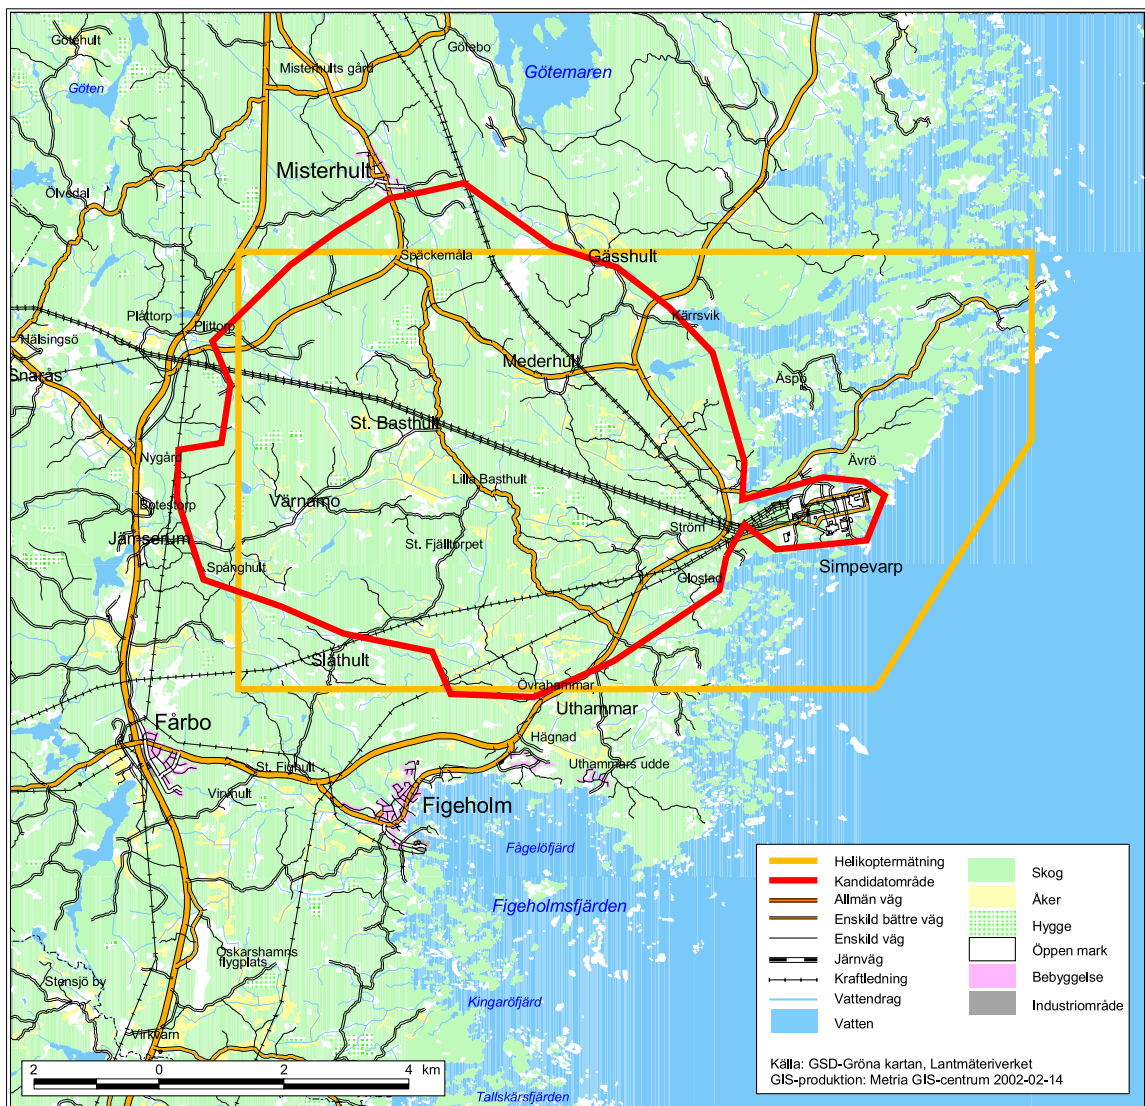 Götehult
Götebo
Misterhults gård
Götemaren
Göten
Misterhult
Ölvedal
Späckemåla
Gässhult
Plåttorp
Plittorp
Kärrsvik
Hälsingsö
Mederhult
Snarås
Äspö
St. Basthult
Nygård
Ävrö
Lilla Basthult
Botestorp
Värnamo
Ström
Jämserum
St. Fjälltorpet
Spånghult
Glostad
Simpevarp
Slåthult
Övrahammar
Uthammar
Fårbo
Hägnad
St. Fighult
Uthammars udde
Virvhult
Figeholm
Fågelöfjärd
Figeholmsfjärden
Oskarshamns
flygplats
Stensjö by
Kingaröfjärd
Virkvarn
Tallskärsfjärden
2 0 2 4 km
Helikoptermätning
Kandidatområde
Allmän väg
Enskild bättre väg
Enskild väg
Järnväg
Kraftledning
Vattendrag
Vatten
Skog
Åker
Hygge
Öppen mark
Bebyggelse
Industriområde
Källa: GSD-Gröna kartan, Lantmäteriverket
GIS-produktion: Metria GIS-centrum 2002-02-14